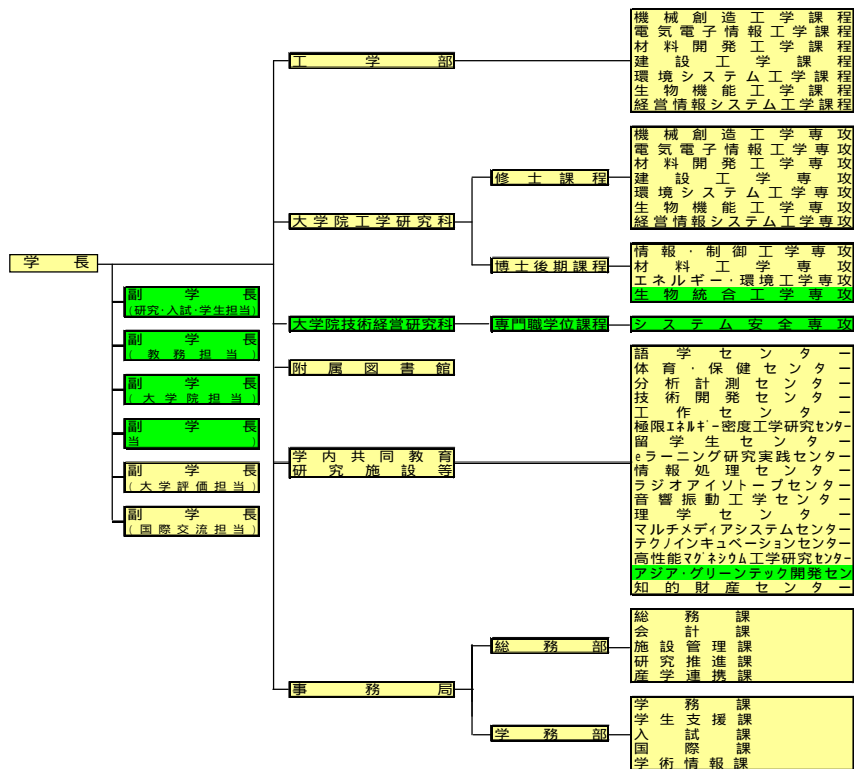 学長
副学長
(研究・入試・学生担当)
副学長
(教務担当)
副学長
(大学院担当)
副学長
当)
副学長
(大学評価担当)
副学長
(国際交流担当)
工学部
機械創造工学課程
電気電子情報工学課程
材料開発工学課程
建設工学課程
環境システム工学課程
生物機能工学課程
経営情報システム工学課程
大学院工学研究科
修士課程
機械創造工学専攻
電気電子情報工学専攻
材料開発工学専攻
建設工学専攻
環境システム工学専攻
生物機能工学専攻
経営情報システム工学専攻
博士後期課程
情報・制御工学専攻
材料工学専攻
エネルギー・環境工学専攻
生物統合工学専攻
大学院技術経営研究科
専門職学位課程
システム安全専攻
附属図書館
学内共同教育
研究施設等
語学センター
体育・保健センター
分析計測センター
技術開発センター
工作センター
極限エネルギー密度工学研究センター
留学生センター
eラーニング研究実践センター
情報処理センター
ラジオアイソトープセンター
音響振動工学センター
理学センター
マルチメディアシステムセンター
テクノインキュベーションセンター
高性能マグネシウム工学研究センター
アジア・グリーンテック開発セン
知的財産センター
事務局
総務部
総務課
会計課
施設管理課
研究推進課
産学連携課
学務部
学務課
学生支援課
入試課
国際課
学術情報課